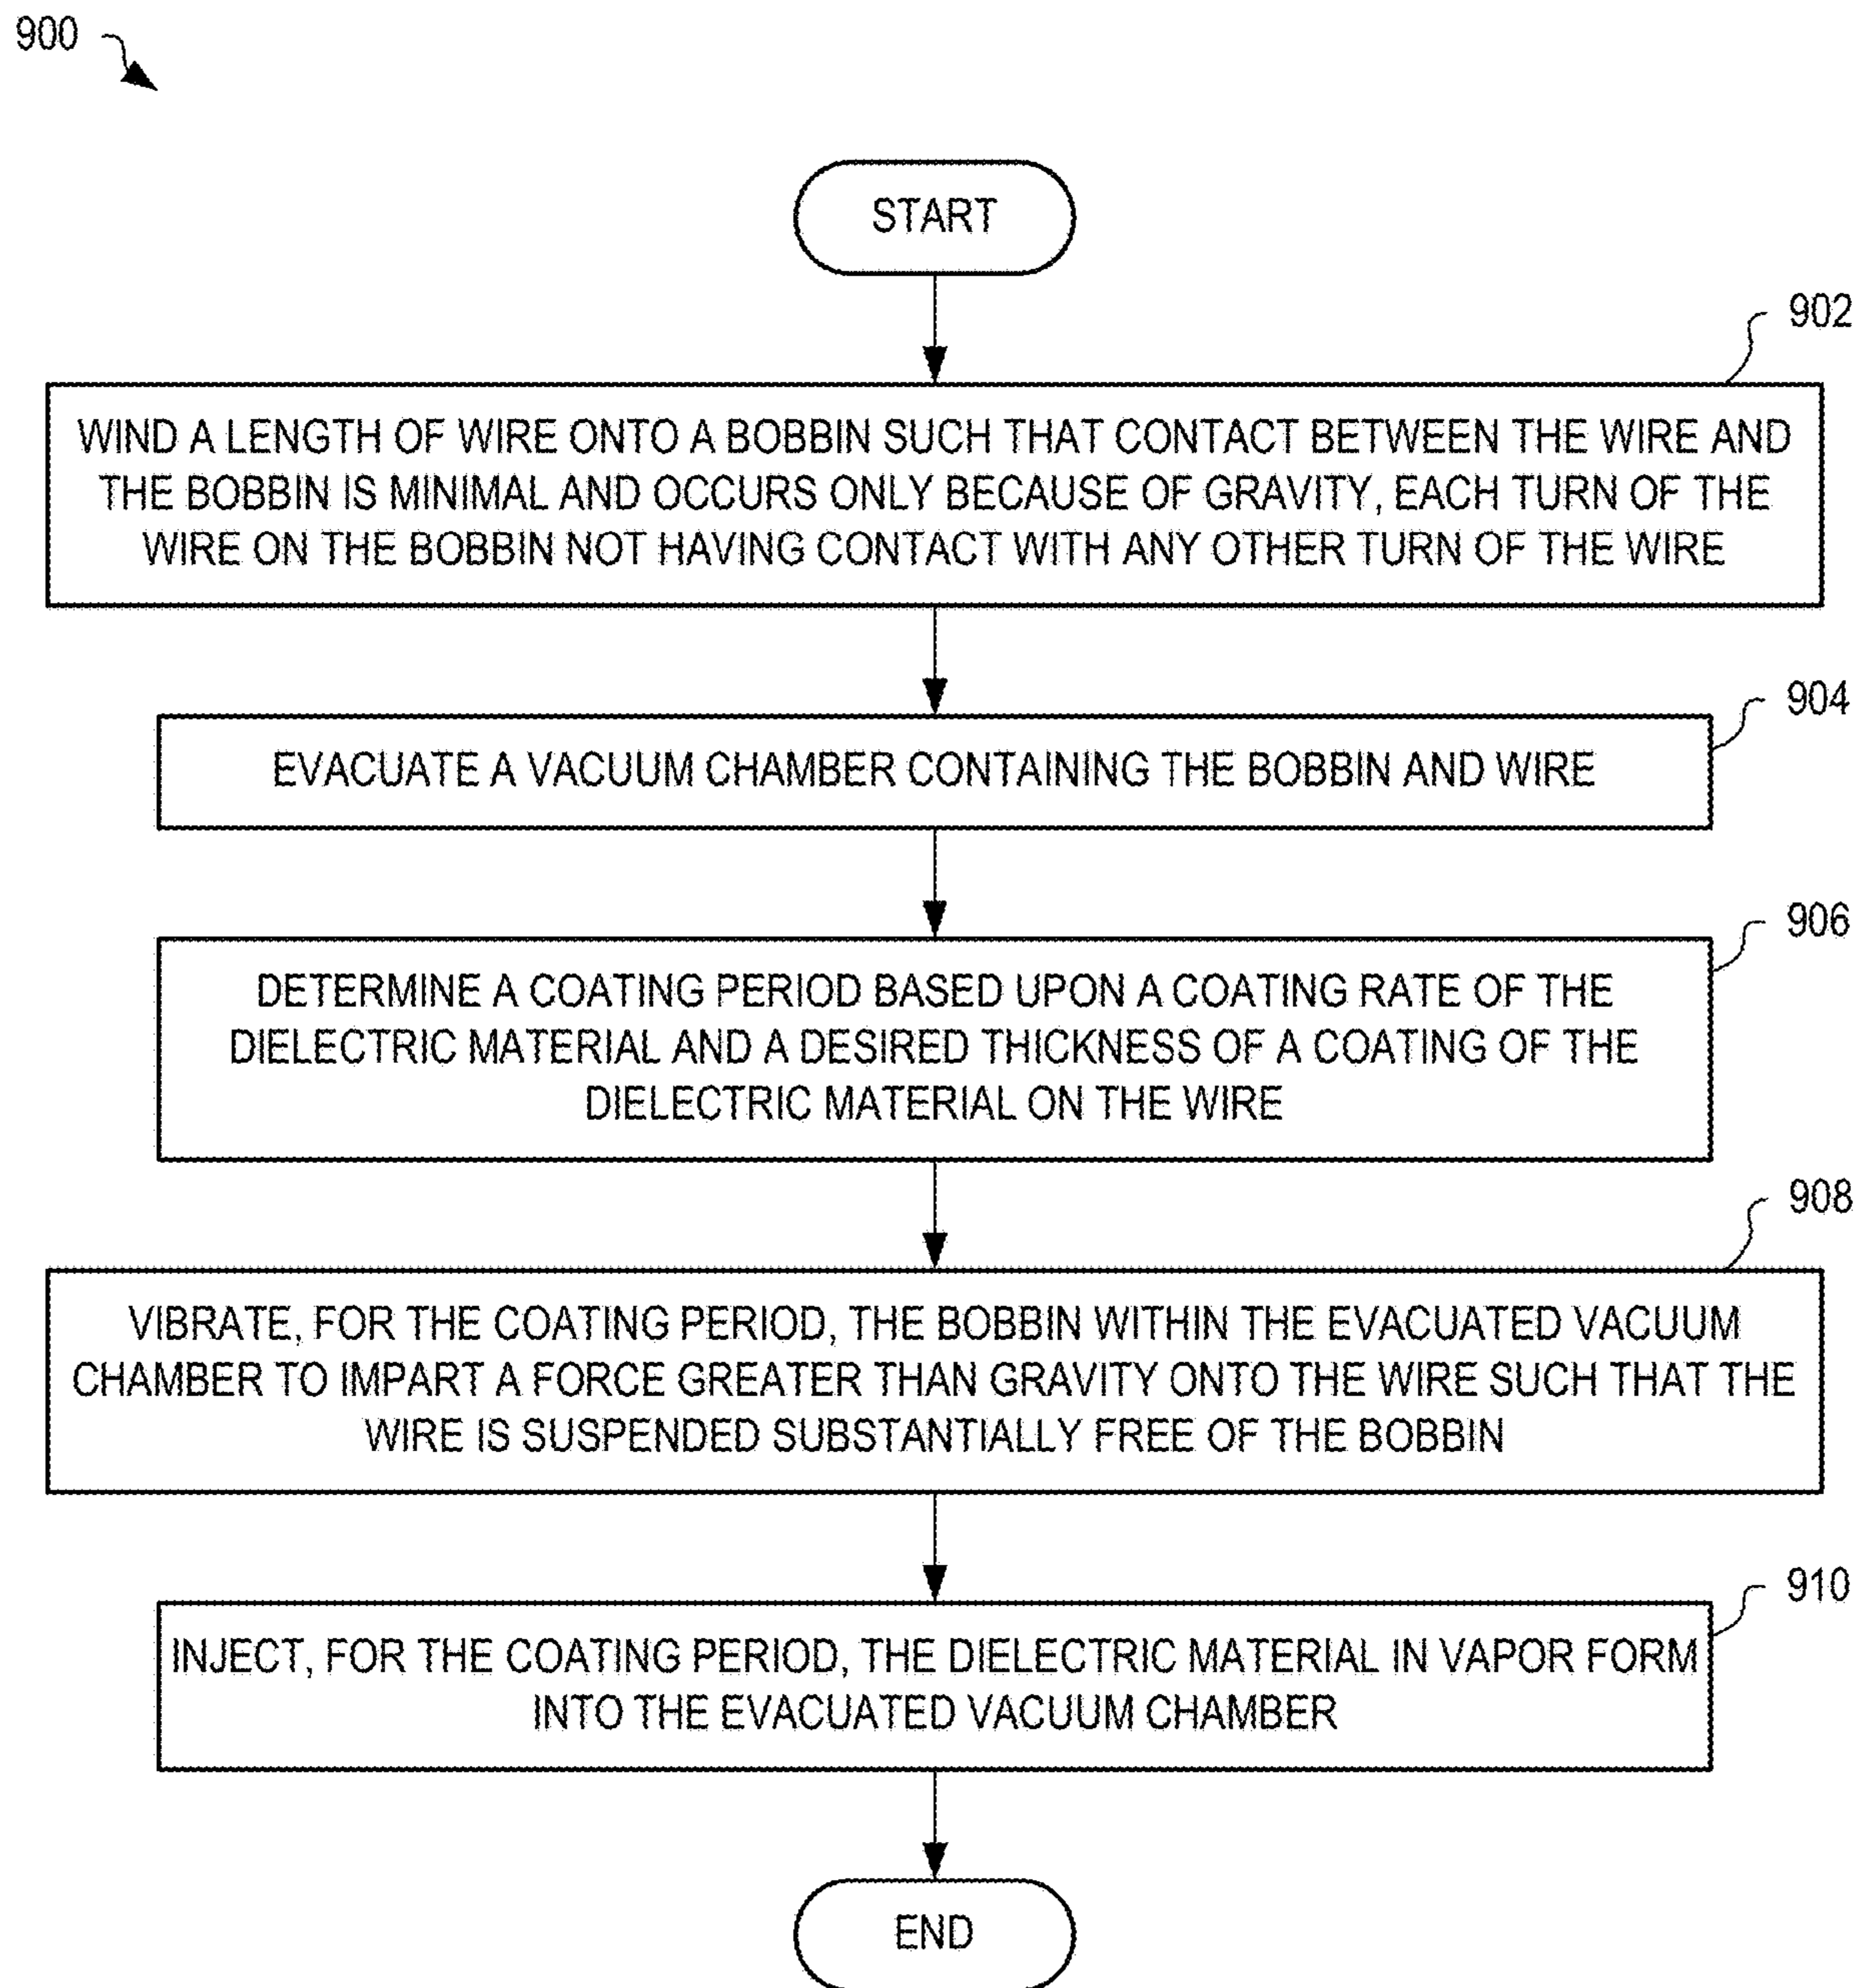 900
START
902
WIND A LENGTH OF WIRE ONTO A BOBBIN SUCH THAT CONTACT BETWEEN THE WIRE AND
THE BOBBIN IS MINIMAL AND OCCURS ONLY BECAUSE OF GRAVITY, EACH TURN OF THE
WIRE ON THE BOBBIN NOT HAVING CONTACT WITH ANY OTHER TURN OF THE WIRE
904
EVACUATE A VACUUM CHAMBER CONTAINING THE BOBBIN AND WIRE
906
DETERMINE A COATING PERIOD BASED UPON A COATING RATE OF THE
DIELECTRIC MATERIAL AND A DESIRED THICKNESS OF A COATING OF THE
DIELECTRIC MATERIAL ON THE WIRE
908
VIBRATE, FOR THE COATING PERIOD, THE BOBBIN WITHIN THE EVACUATED VACUUM
CHAMBER TO IMPART A FORCE GREATER THAN GRAVITY ONTO THE WIRE SUCH THAT THE
WIRE IS SUSPENDED SUBSTANTIALLY FREE OF THE BOBBIN
910
INJECT, FOR THE COATING PERIOD, THE DIELECTRIC MATERIAL IN VAPOR FORM
INTO THE EVACUATED VACUUM CHAMBER
END